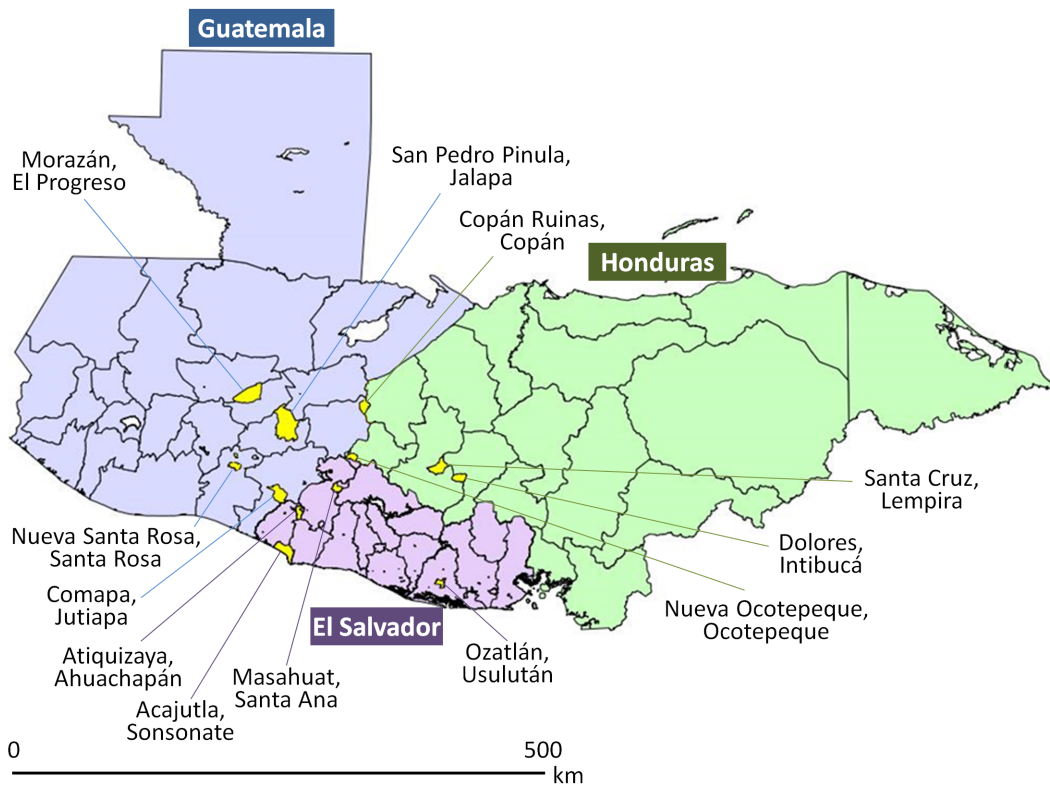 Guatemala
Morazán,
El Progreso
San Pedro Pinula,
Jalapa
Copán Ruinas,
Copán
Honduras
Santa Cruz,
Lempira
Nueva Santa Rosa,
Santa Rosa
Dolores,
Intibucá
Comapa,
Jutiapa
Nueva Ocotepeque,
Ocotepeque
El Salvador
Atiquizaya,
Ahuachapán
Masahuat,
Santa Ana
Ozatlán,
Usulután
Acajutla,
Sonsonate
0
500
km